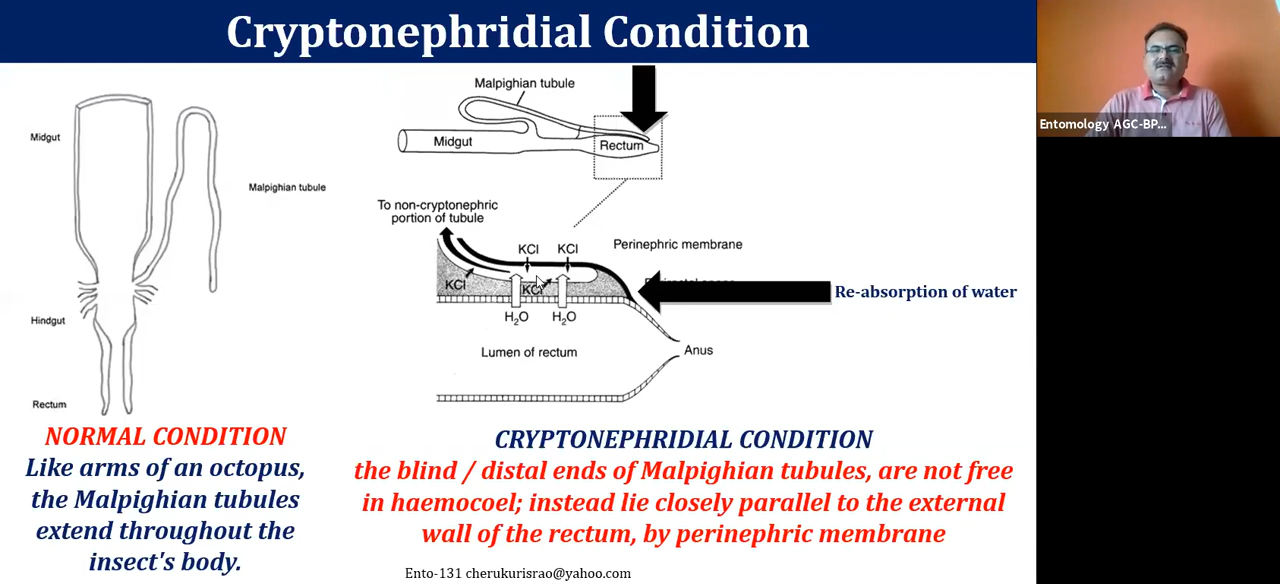 Cryptonephridial Condition
Entomology AGC-BP...
Midgut
Malpighian tubule
Hindgut
Rectum
NORMAL CONDITION
Like arms of an octopus,
the Malpighian tubules
extend throughout the
insect's body.
Malpighian tubule
Midgut
Rectum
To non-cryptonephric
portion of tubule
KCl
KCl
Perinephric membrane
KCl
KCl
Re-absorption of water
H2O
H2O
Lumen of rectum
Anus
CRYPTONEPHRIDIAL CONDITION
the blind / distal ends of Malpighian tubules, are not free
in haemocoel; instead lie closely parallel to the external
wall of the rectum, by perinephric membrane
Ento-131 cherukurisrao@yahoo.com